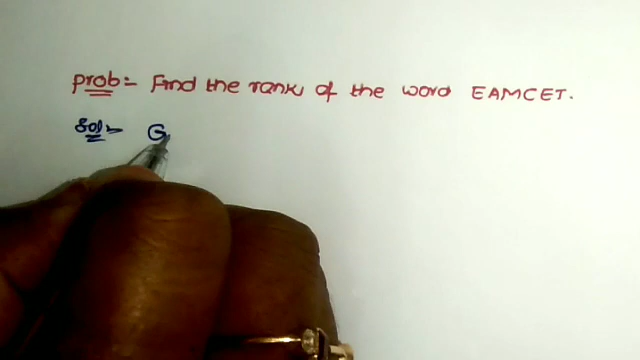 prob:- Find the rank of the word EAMCET.
Sol:- G